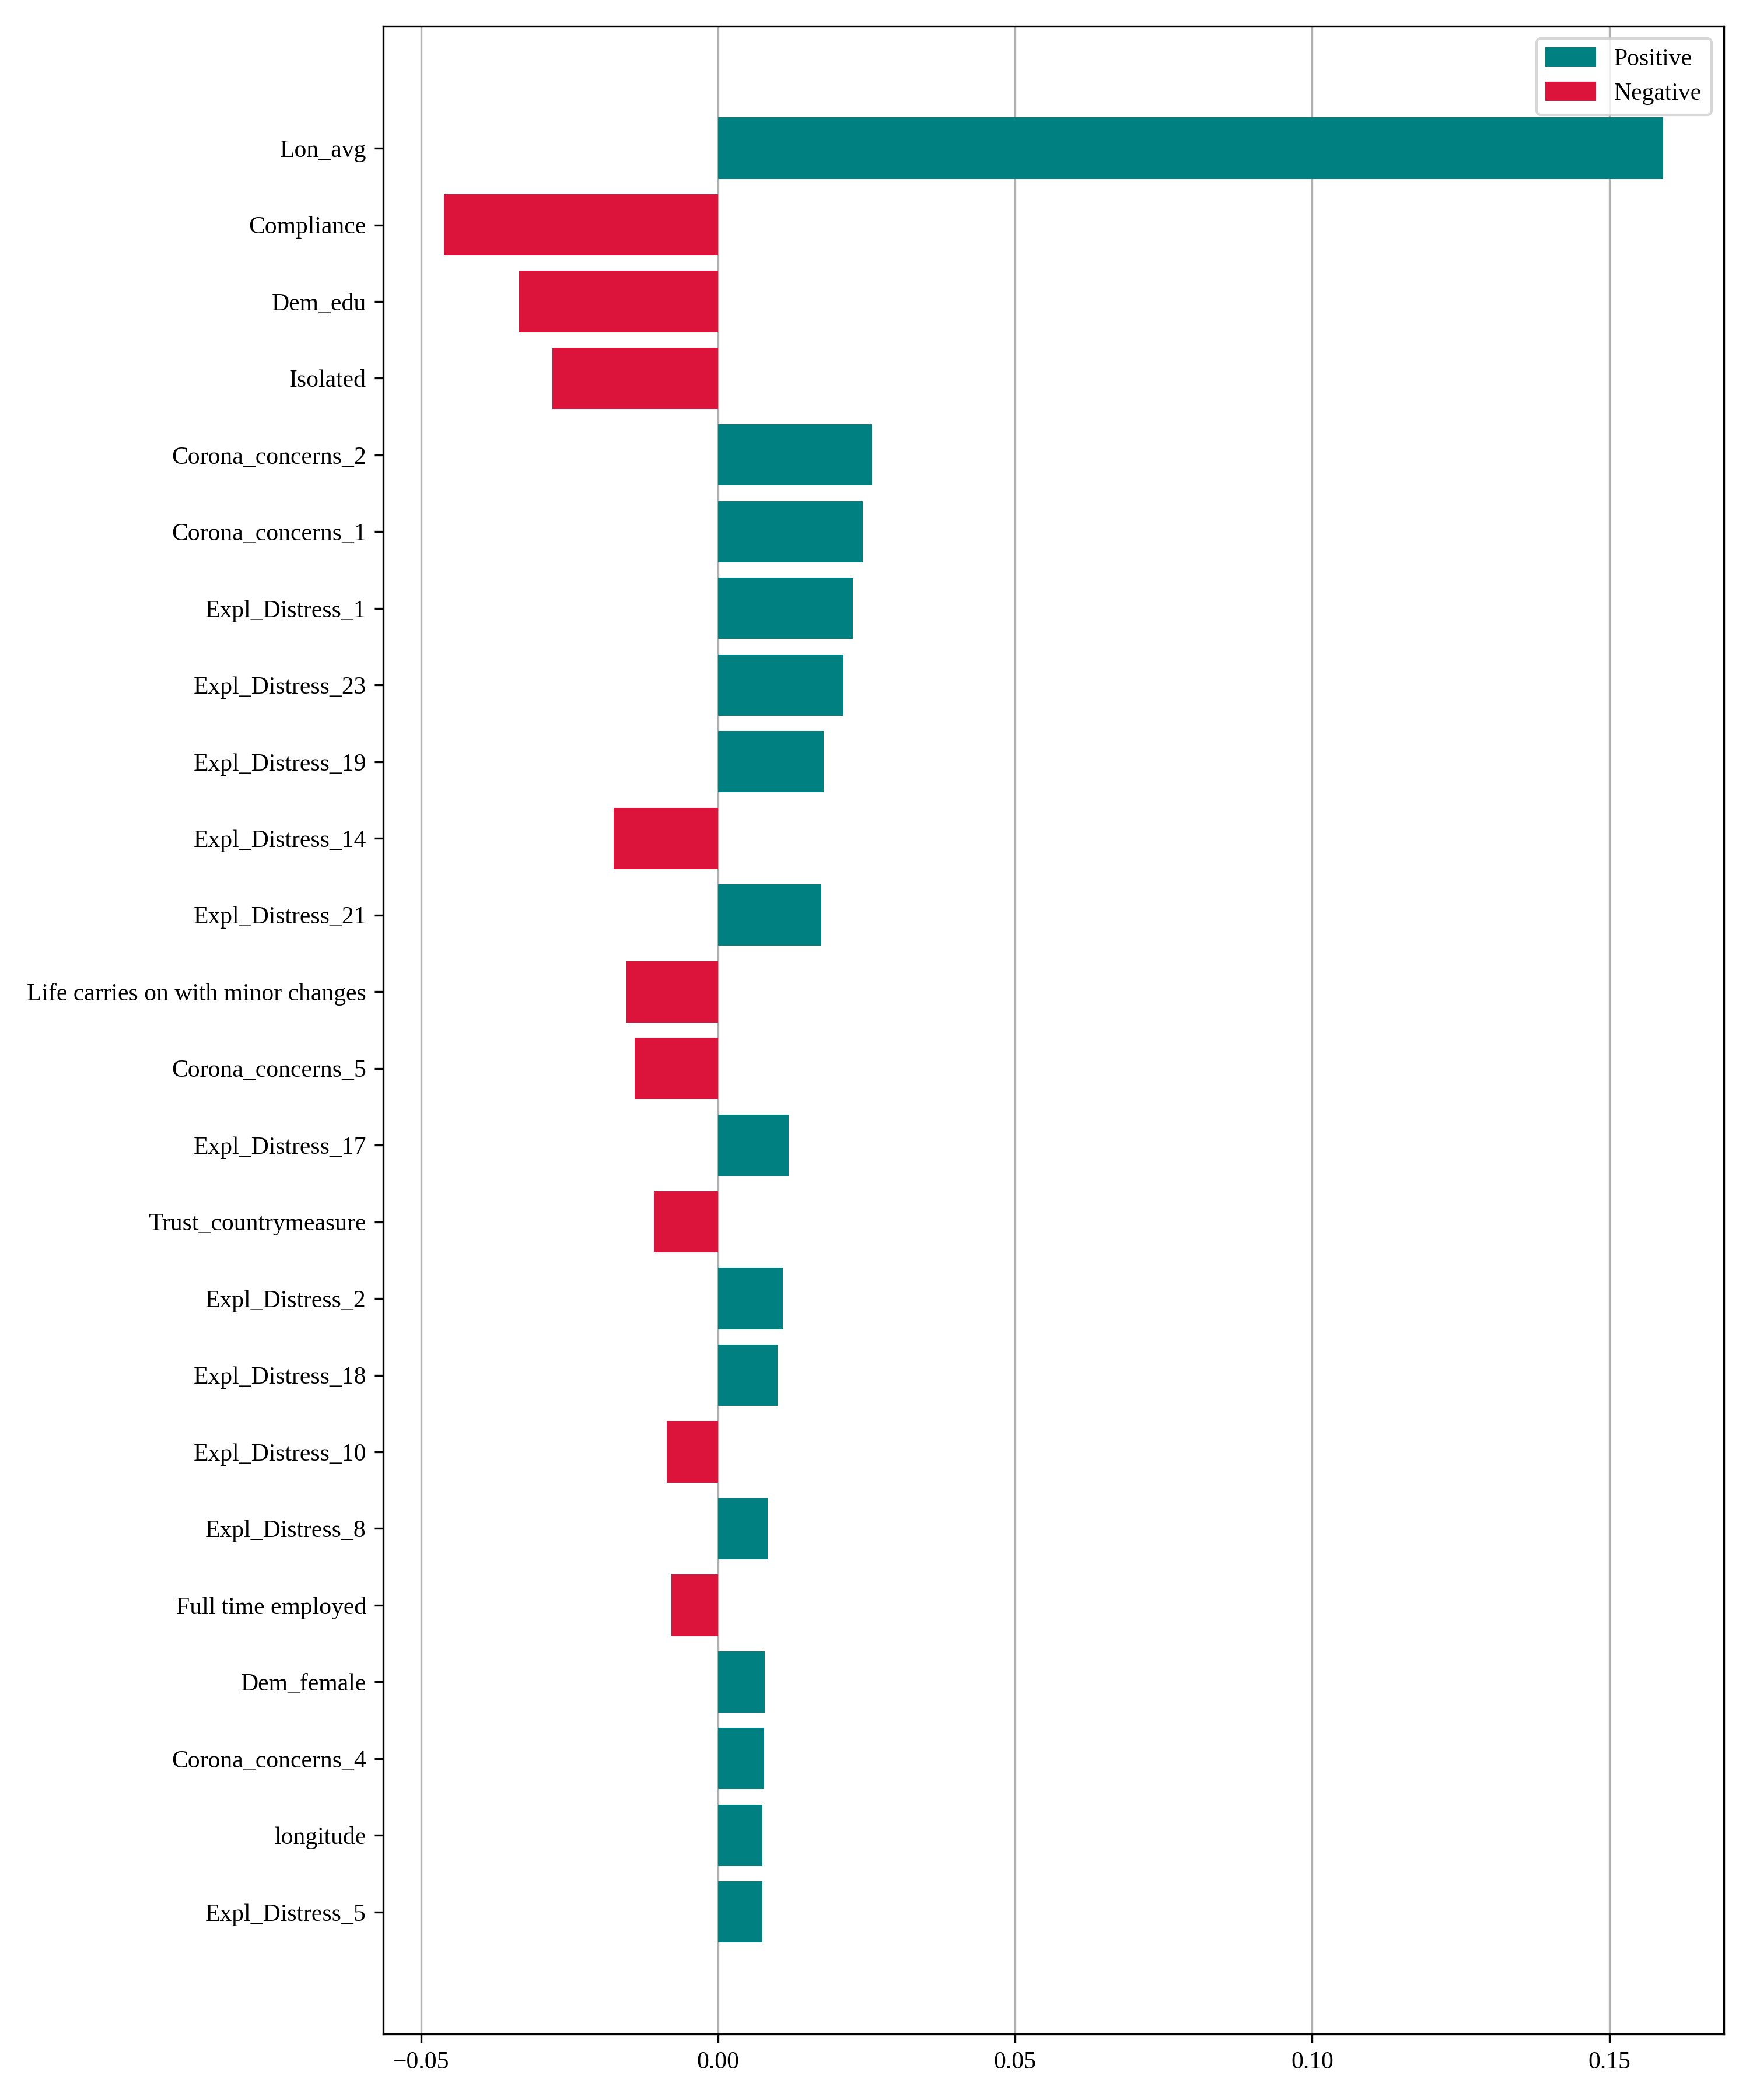 Positive
Negative
Lon_avg
Compliance
Dem_edu
Isolated
Corona_concerns_2
Corona_concerns_1
Expl_Distress_1
Expl_Distress_23
Expl_Distress_19
Expl_Distress_14
Expl_Distress_21
Life carries on with minor changes
Corona_concerns_5
Expl_Distress_17
Trust_countrymeasure
Expl_Distress_2
Expl_Distress_18
Expl_Distress_10
Expl_Distress_8
Full time employed
Dem_female
Corona_concerns_4
longitude
Expl_Distress_5
−0.05 0.00 0.05 0.10 0.15